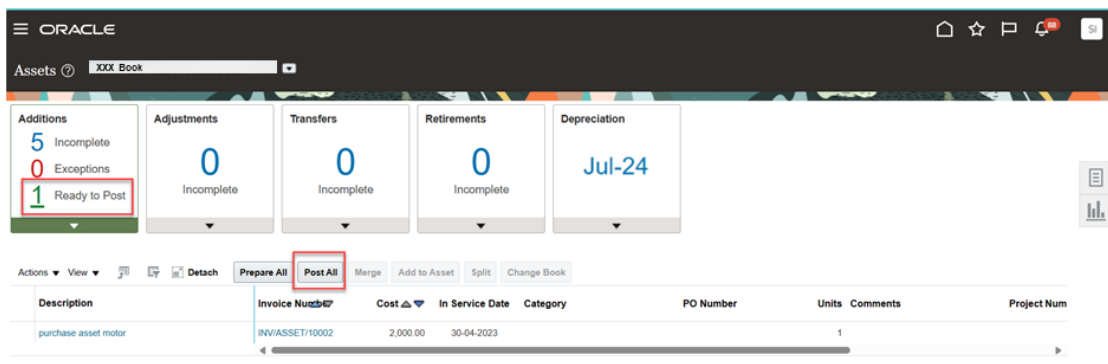 ORACLE
88
SI
Assets
XXX Book
Additions
5 Incomplete
0 Exceptions
1 Ready to Post
Adjustments
0
Incomplete
Transfers
0
Incomplete
Retirements
0
Incomplete
Depreciation
Jul-24
Actions View Detach Prepare All Post All Merge Add to Asset Split Change Book
Description Invoice Number Cost In Service Date Category PO Number Units Comments Project Num
purchase asset motor INV/ASSET/10002 2,000.00 30-04-2023 1